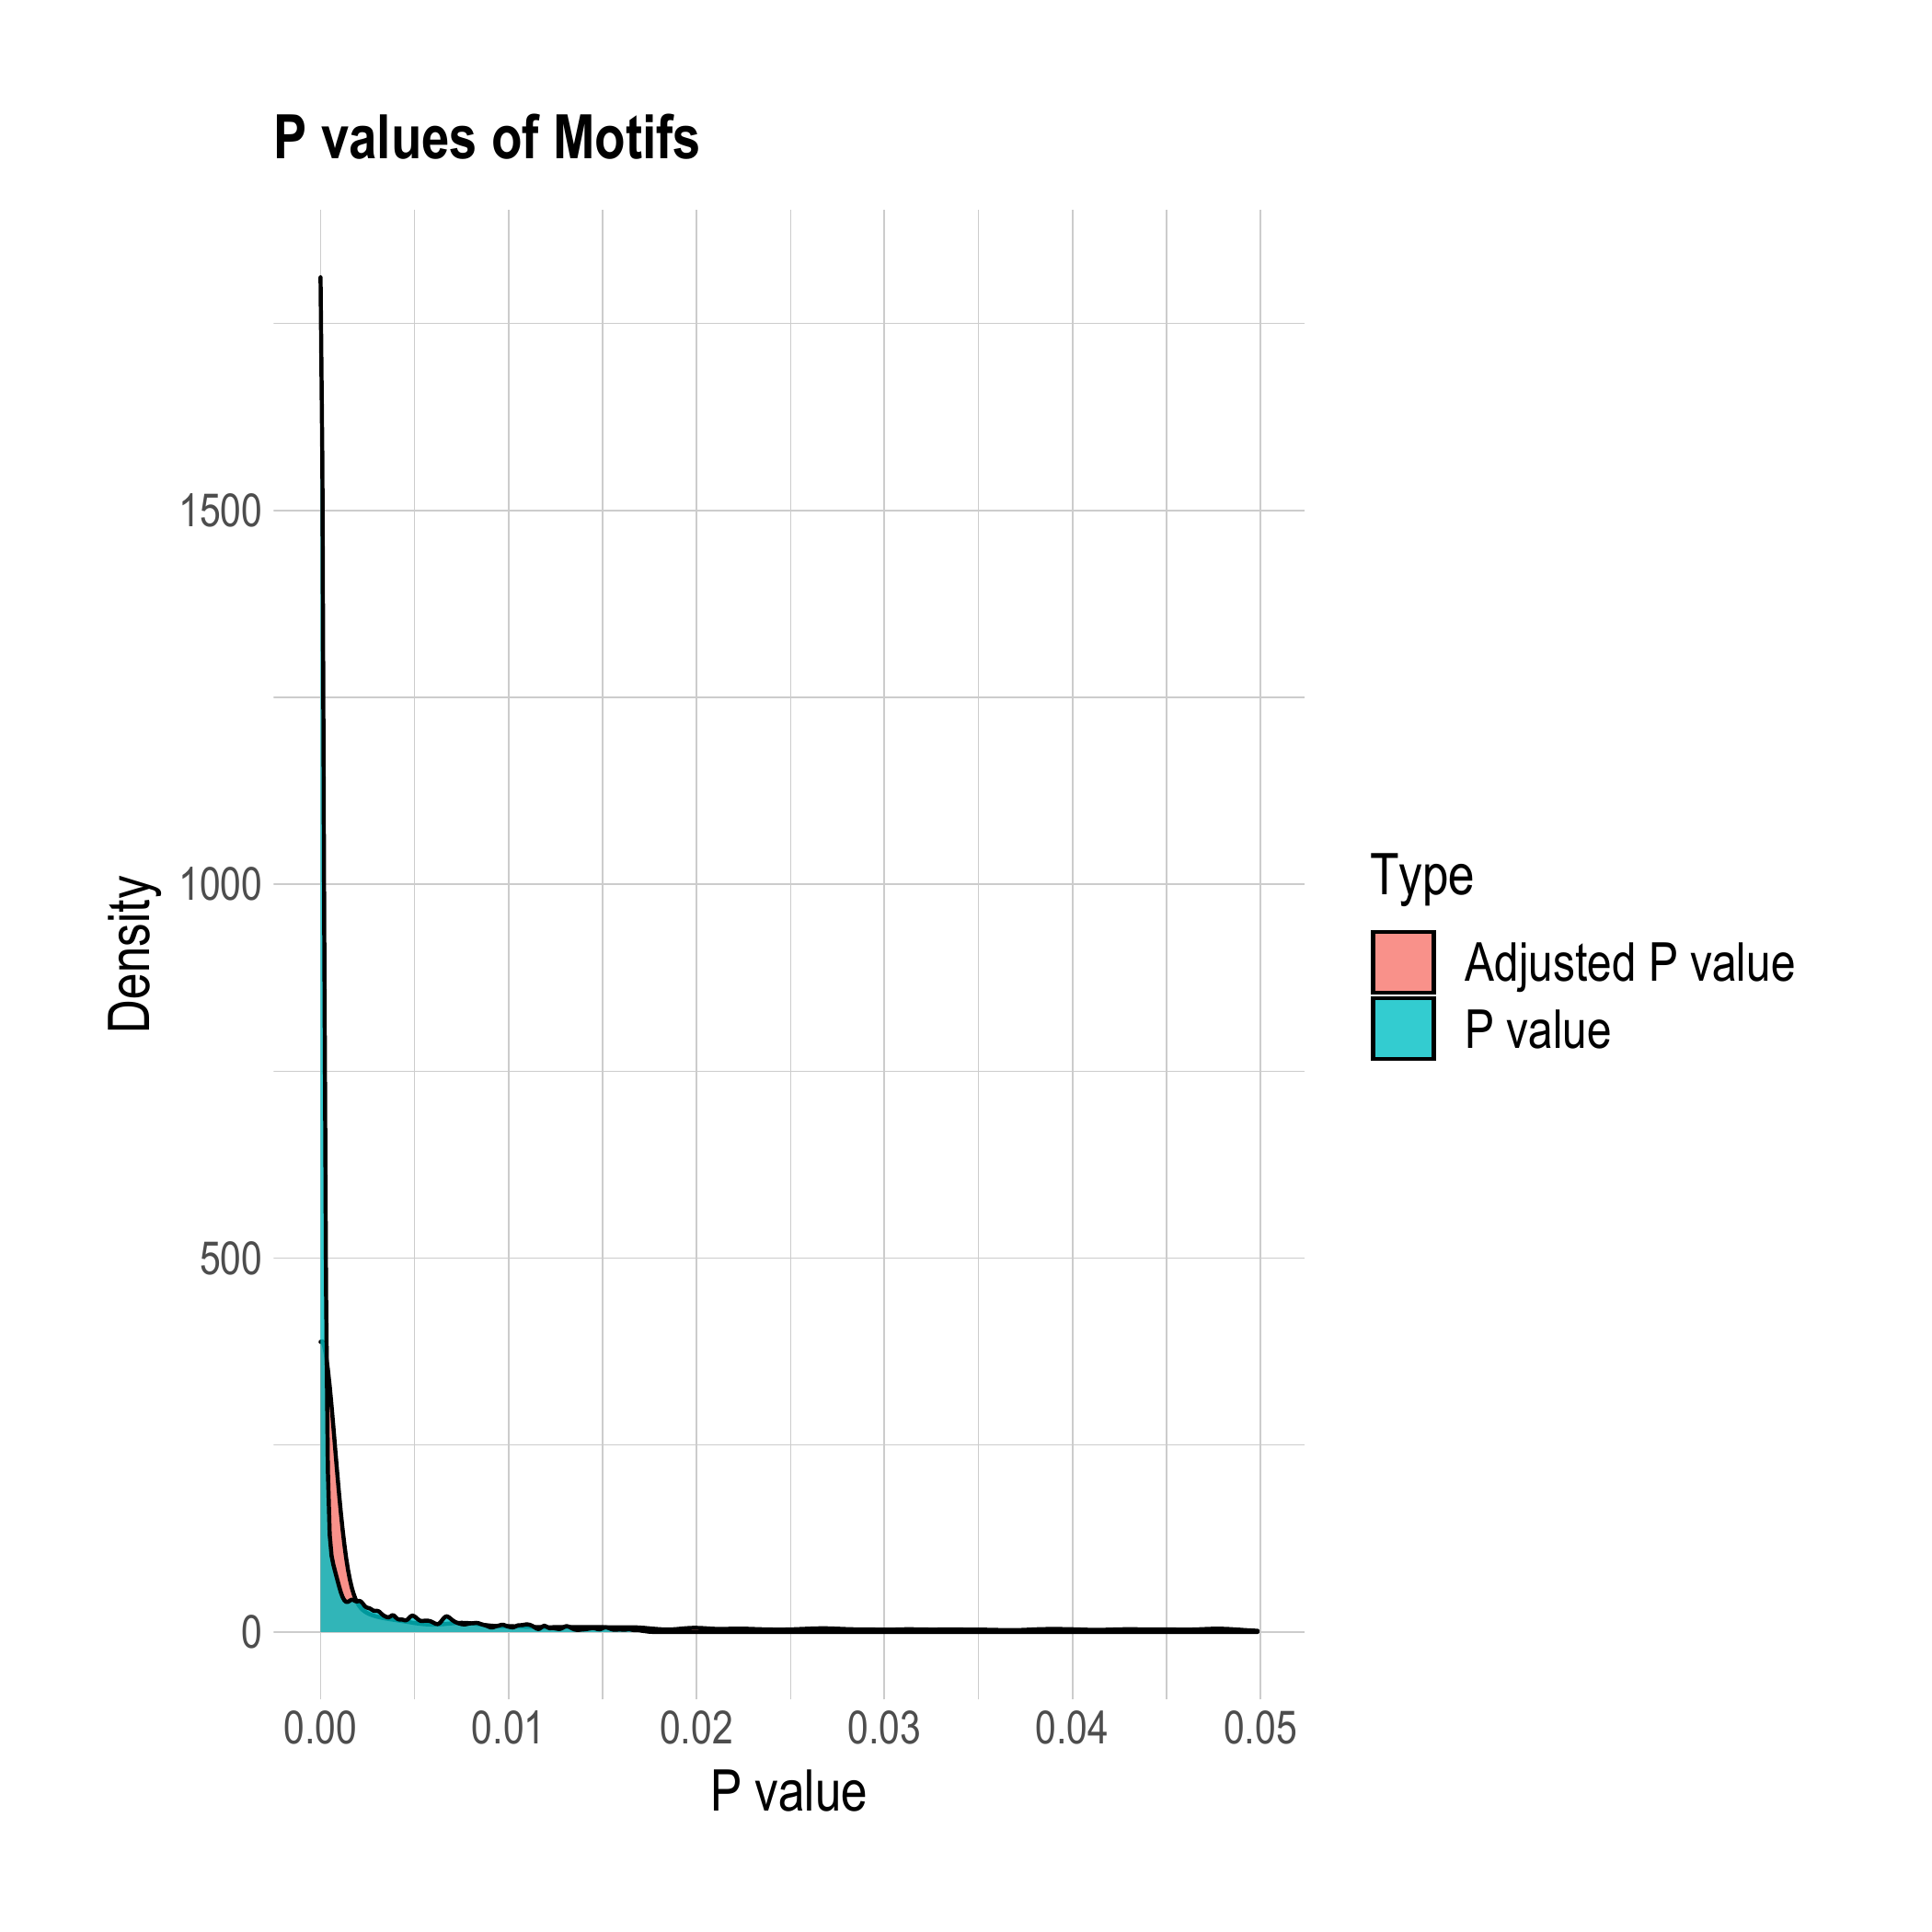 P values of Motifs
Density
1500
1000
500
0
0.00 0.01 0.02 0.03 0.04 0.05
P value
Type
Adjusted P value
P value